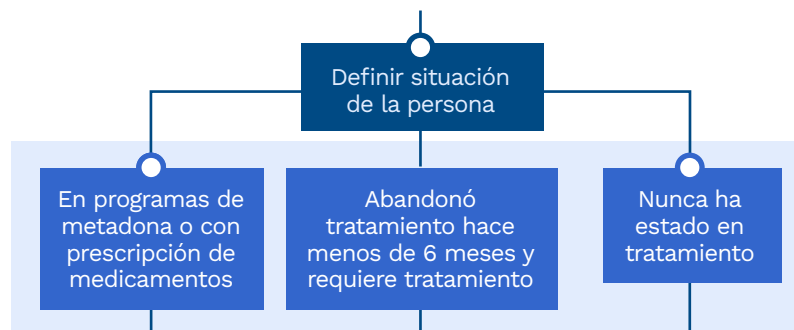 Definir situación
de la persona
En programas de
metadona o con
prescripción de
medicamentos
Abandonó
tratamiento hace
menos de 6 meses y
requiere tratamiento
Nunca ha
estado en
tratamiento